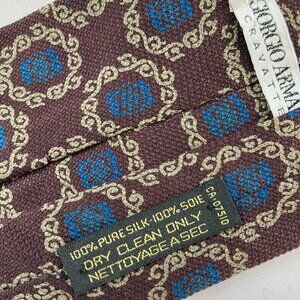 GIORGIO ARMA
CRAVATT
100% PURE SILK-100% SOIE
DRY CLEAN ONLY
NETTOYAGE A SEC
CA 07510